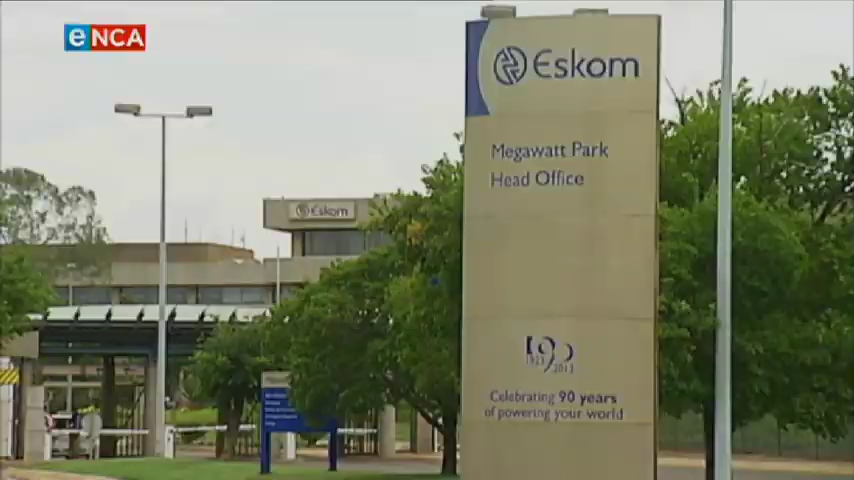 eNCA
Eskom
Megawatt Park
Head Office
Eskom
1923 2013
Celebrating 90 years
of powering your world